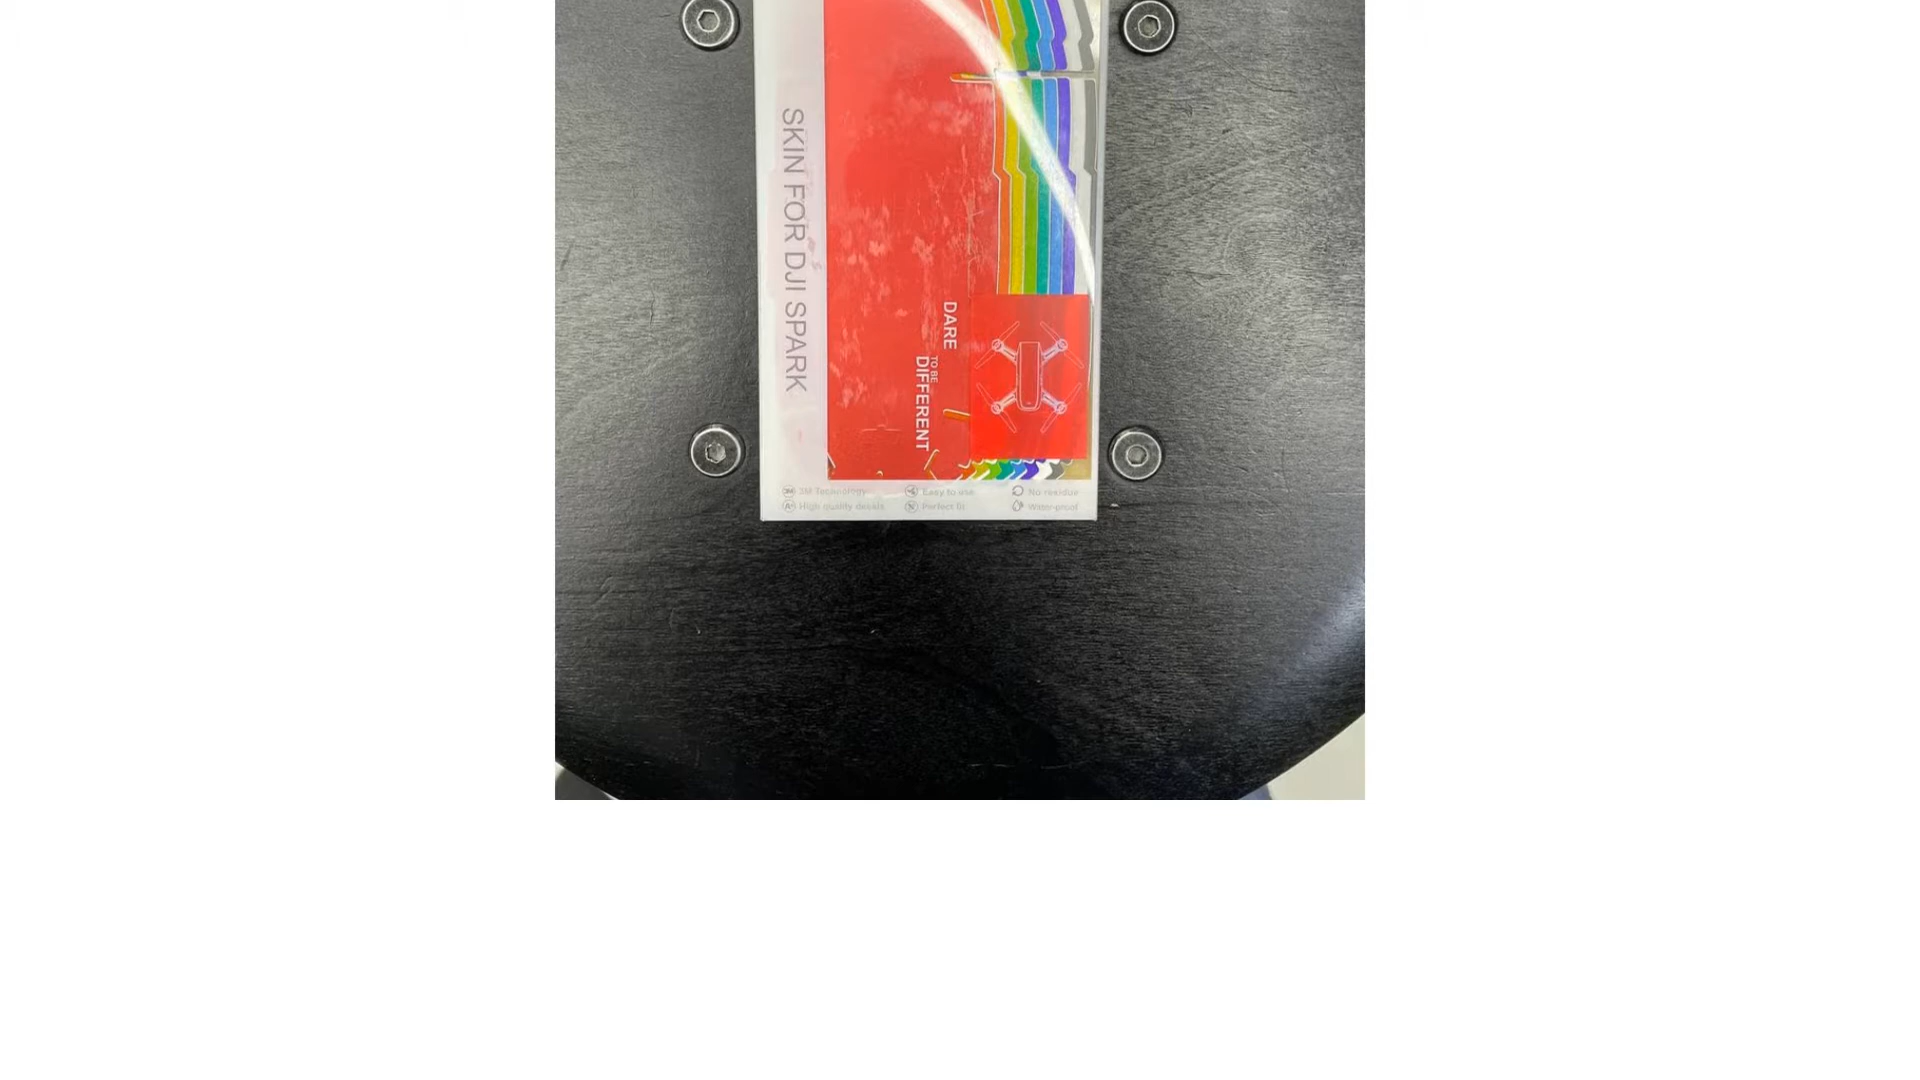 SKIN FOR DJI SPARK
DARE
TO BE
DIFFERENT
3M Technology
Easy to use
No residue
High quality decals
Perfect fit
Water-proof